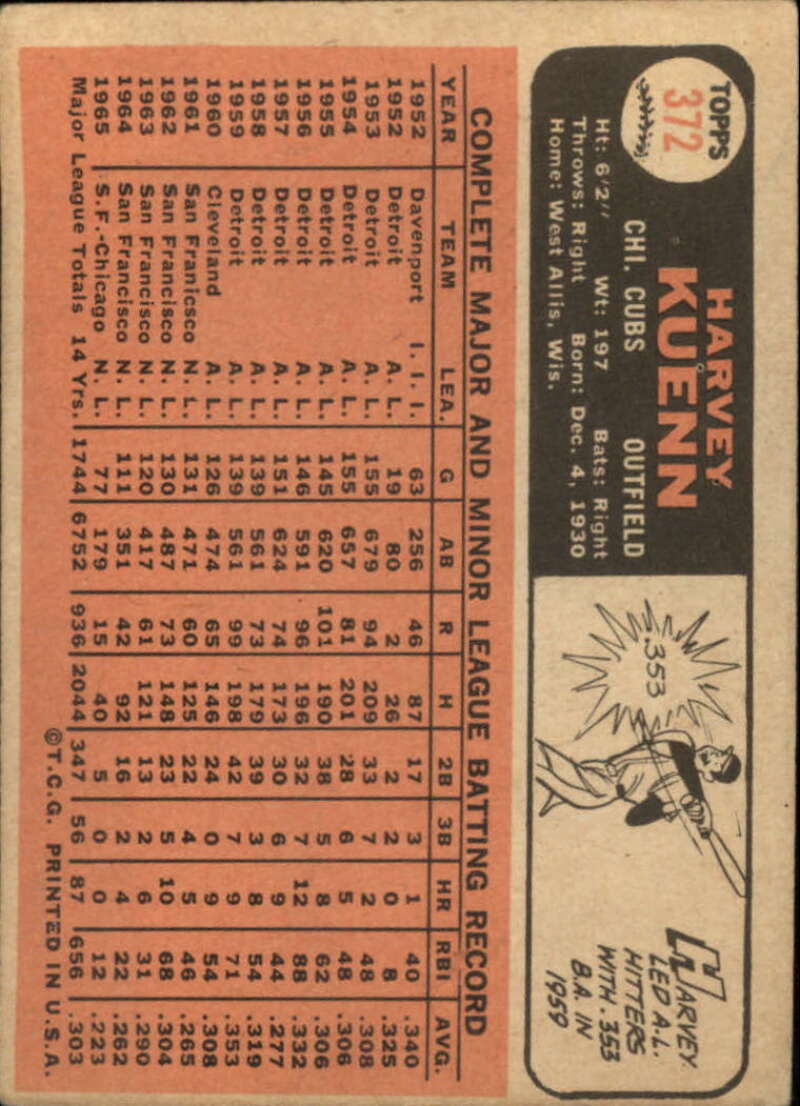 TOPPS
372
HARVEY
KUENN
CHI. CUBS OUTFIELD
Ht: 6'2" Wt: 197 Bats: Right
Throws: Right Born: Dec. 4, 1930
Home: West Allis, Wis.
.353
HARVEY
LED A.L.
HITTERS
WITH .353
B.A. IN
1959
COMPLETE MAJOR AND MINOR LEAGUE BATTING RECORD
YEAR TEAM LEA. G AB R H 2B 3B HR RBI AVG.
1952 Davenport I. I. I. 63 256 46 87 17 3 1 40 .340
1952 Detroit A. L. 19 80 2 26 2 2 0 8 .325
1953 Detroit A. L. 155 679 94 209 33 7 2 48 .308
1954 Detroit A. L. 155 657 81 201 28 6 5 48 .306
1955 Detroit A. L. 145 620 101 190 38 5 8 62 .306
1956 Detroit A. L. 146 591 96 196 32 7 12 88 .332
1957 Detroit A. L. 151 624 74 173 30 6 9 44 .277
1958 Detroit A. L. 139 561 73 179 39 3 8 54 .319
1959 Detroit A. L. 139 561 99 198 42 7 9 71 .353
1960 Cleveland A. L. 126 474 65 146 24 0 9 54 .308
1961 San Franicsco N. L. 131 471 60 125 22 4 5 46 .265
1962 San Francisco N. L. 130 487 73 148 23 5 10 68 .304
1963 San Francisco N. L. 120 417 61 121 13 2 6 31 .290
1964 San Francisco N. L. 111 351 42 92 16 2 4 22 .262
1965 S.F.-Chicago N. L. 77 179 15 40 5 0 0 12 .223
Major League Totals 14 Yrs. 1744 6752 936 2044 347 56 87 656 .303
©T.C.G. PRINTED IN U.S.A.